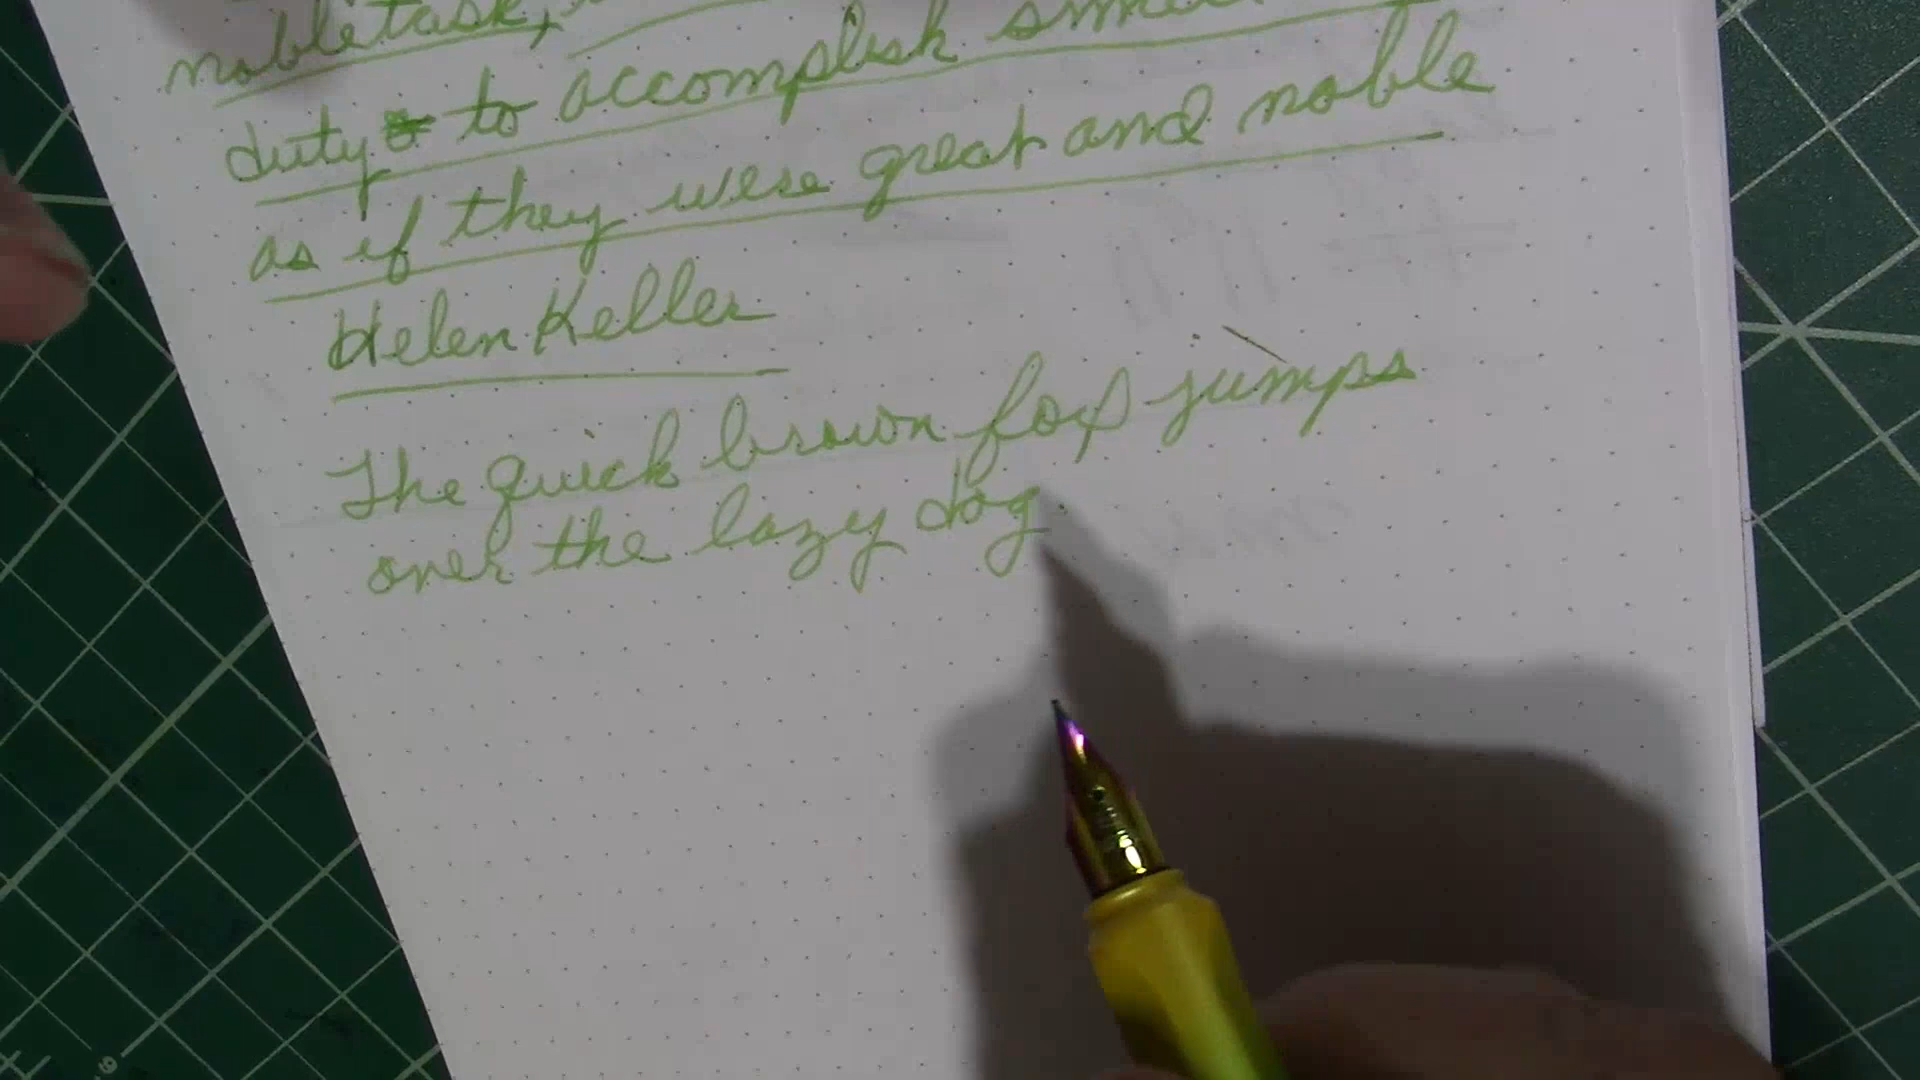 noble task,
duty to accomplish small
as if they were great and noble
Helen Keller
The quick brown fox jumps
over the lazy dog.